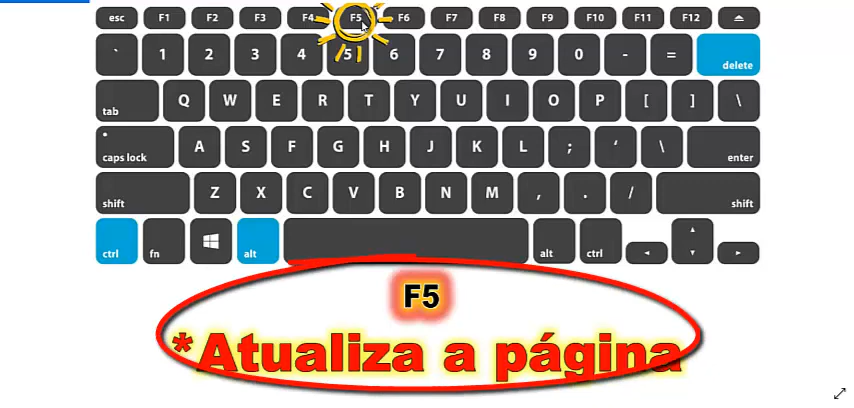 esc F1 F2 F3 F4 F5 F6 F7 F8 F9 F10 F11 F12
` 1 2 3 4 5 6 7 8 9 0 - = delete
tab Q W E R T Y U I O P [ ] \
caps lock A S F G H J K L ; ‘ \ enter
shift Z X C V B N M , . / shift
ctrl fn alt alt ctrl
F5
*Atualiza a página